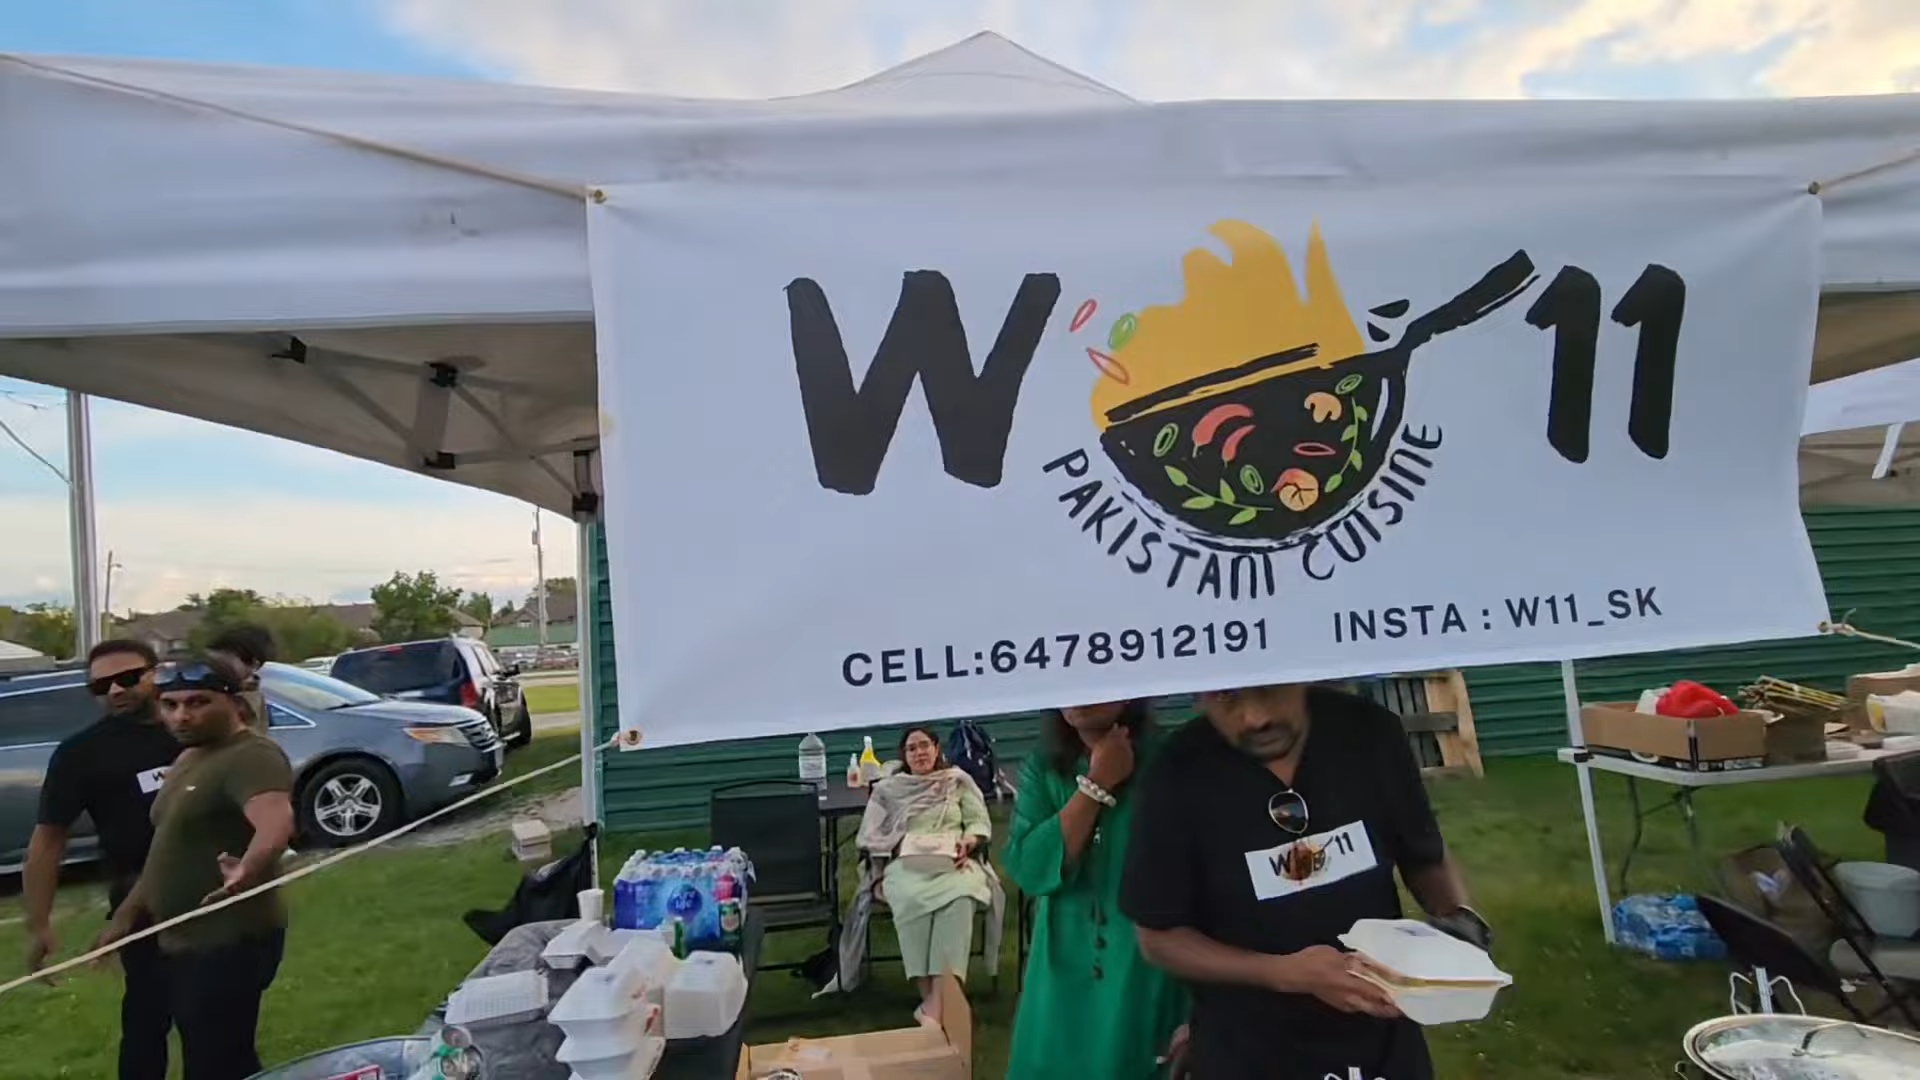 W 11
PAKISTANI CUISINE
CELL:6478912191 INSTA : W11_SK
W 11